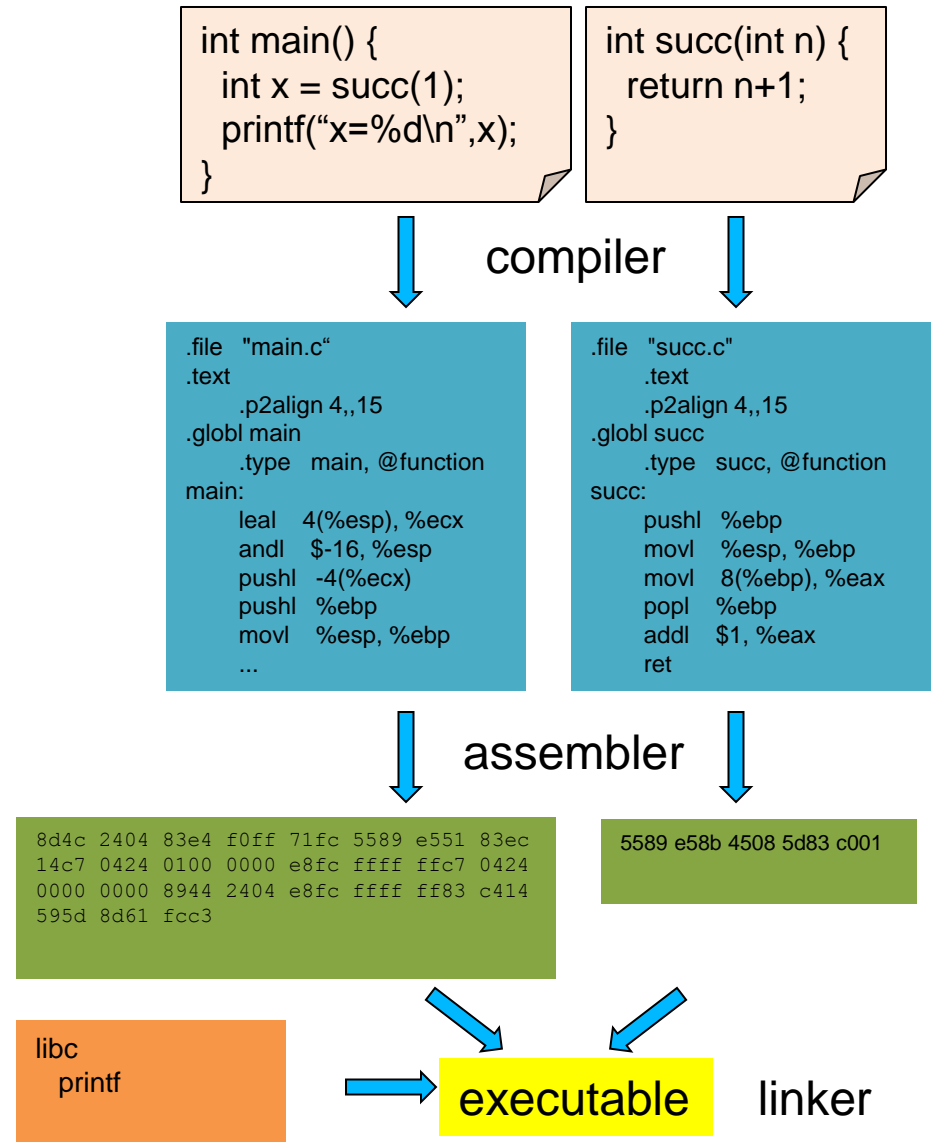 int main() {
int x = succ(1);
printf(“x=%d\n”,x);
}
int succ(int n) {
return n+1;
}
compiler
.file "main.c“
.text
.p2align 4,,15
.globl main
.type main, @function
main:
leal 4(%esp), %ecx
andl $-16, %esp
pushl -4(%ecx)
pushl %ebp
movl %esp, %ebp
...
.file "succ.c"
.text
.p2align 4,,15
.globl succ
.type succ, @function
succ:
pushl %ebp
movl %esp, %ebp
movl 8(%ebp), %eax
popl %ebp
addl $1, %eax
ret
assembler
8d4c 2404 83e4 f0ff 71fc 5589 e551 83ec
14c7 0424 0100 0000 e8fc ffff ffc7 0424
0000 0000 8944 2404 e8fc ffff ff83 c414
595d 8d61 fcc3
5589 e58b 4508 5d83 c001
libc
printf
executable
linker